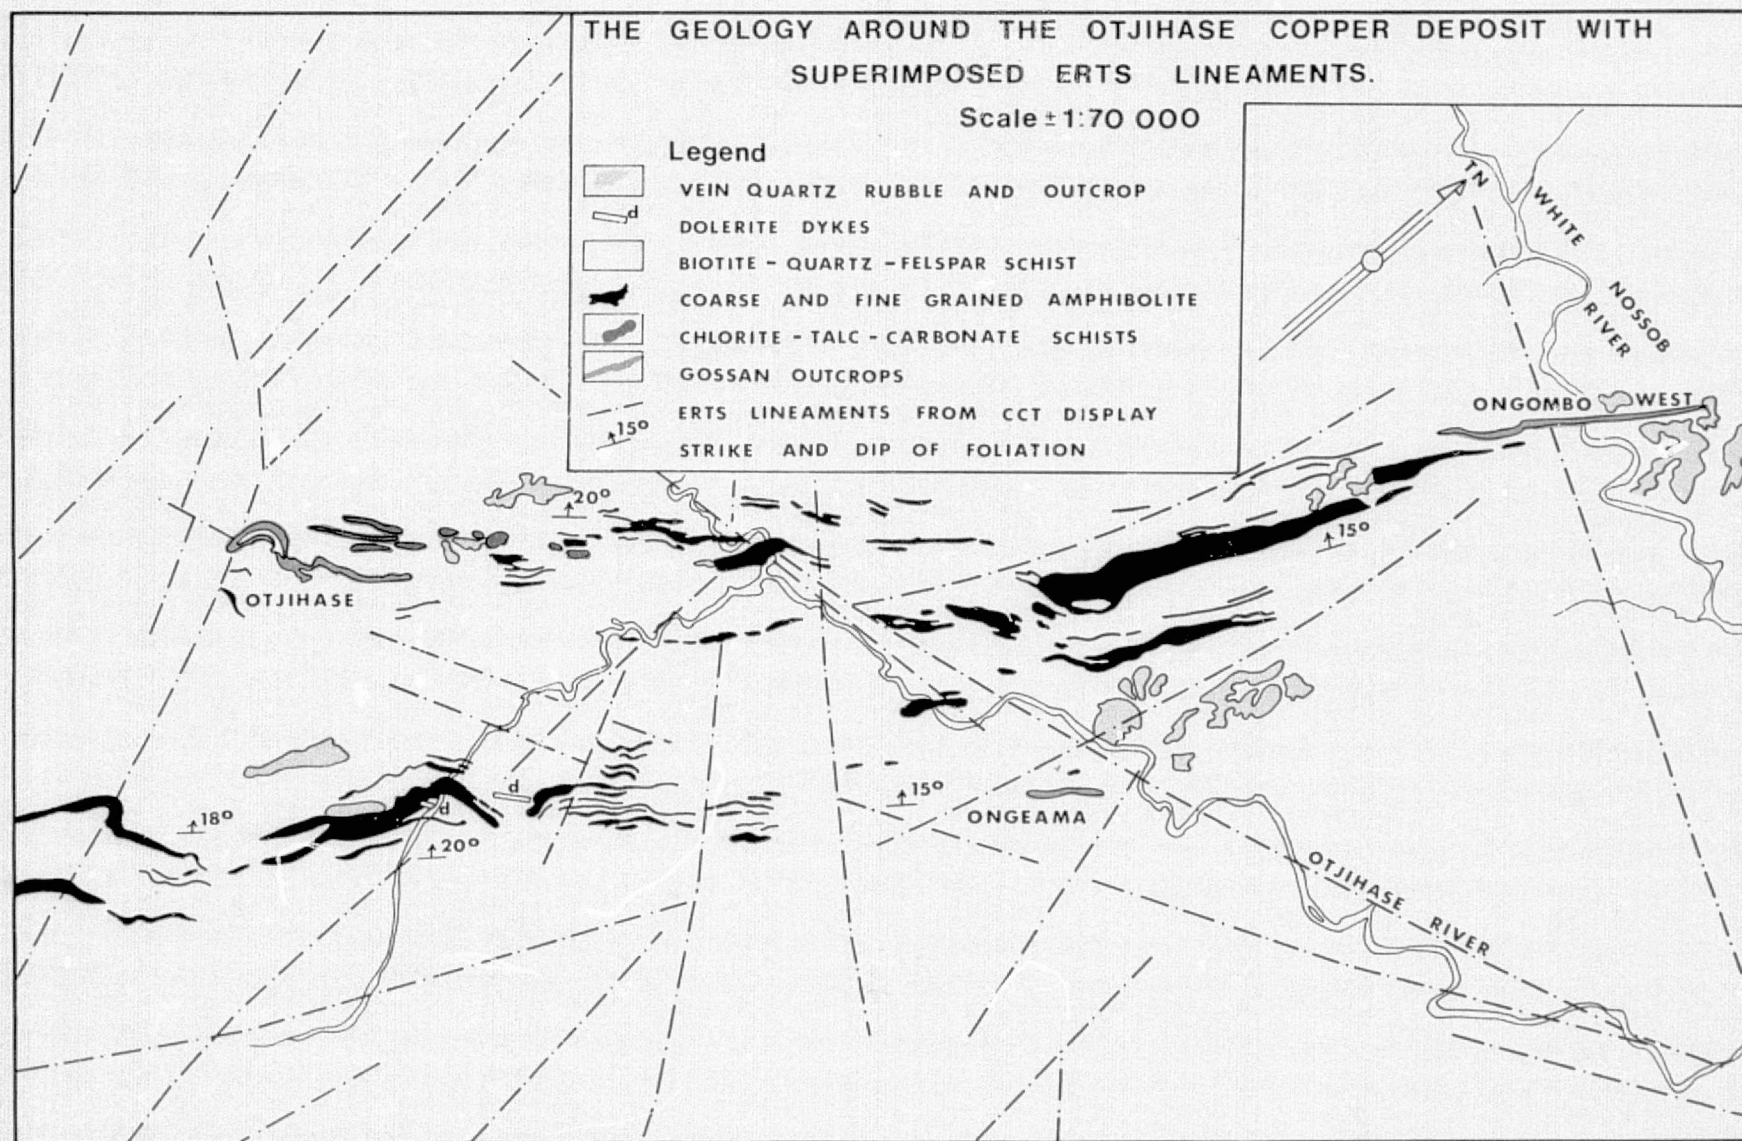 THE GEOLOGY AROUND THE OTJIHASE COPPER DEPOSIT WITH
SUPERIMPOSED ERTS LINEAMENTS.
Scale ± 1:70 000
Legend
VEIN QUARTZ RUBBLE AND OUTCROP
d
DOLERITE DYKES
BIOTITE - QUARTZ - FELSPAR SCHIST
COARSE AND FINE GRAINED AMPHIBOLITE
CHLORITE - TALC - CARBONATE SCHISTS
GOSSAN OUTCROPS
ERTS LINEAMENTS FROM CCT DISPLAY
15°
STRIKE AND DIP OF FOLIATION
TN
WHITE
NOSSOB
RIVER
ONGOMBO WEST
20°
15°
OTJIHASE
d
d
15°
18°
20°
ONGEAMA
OTJIHASE RIVER